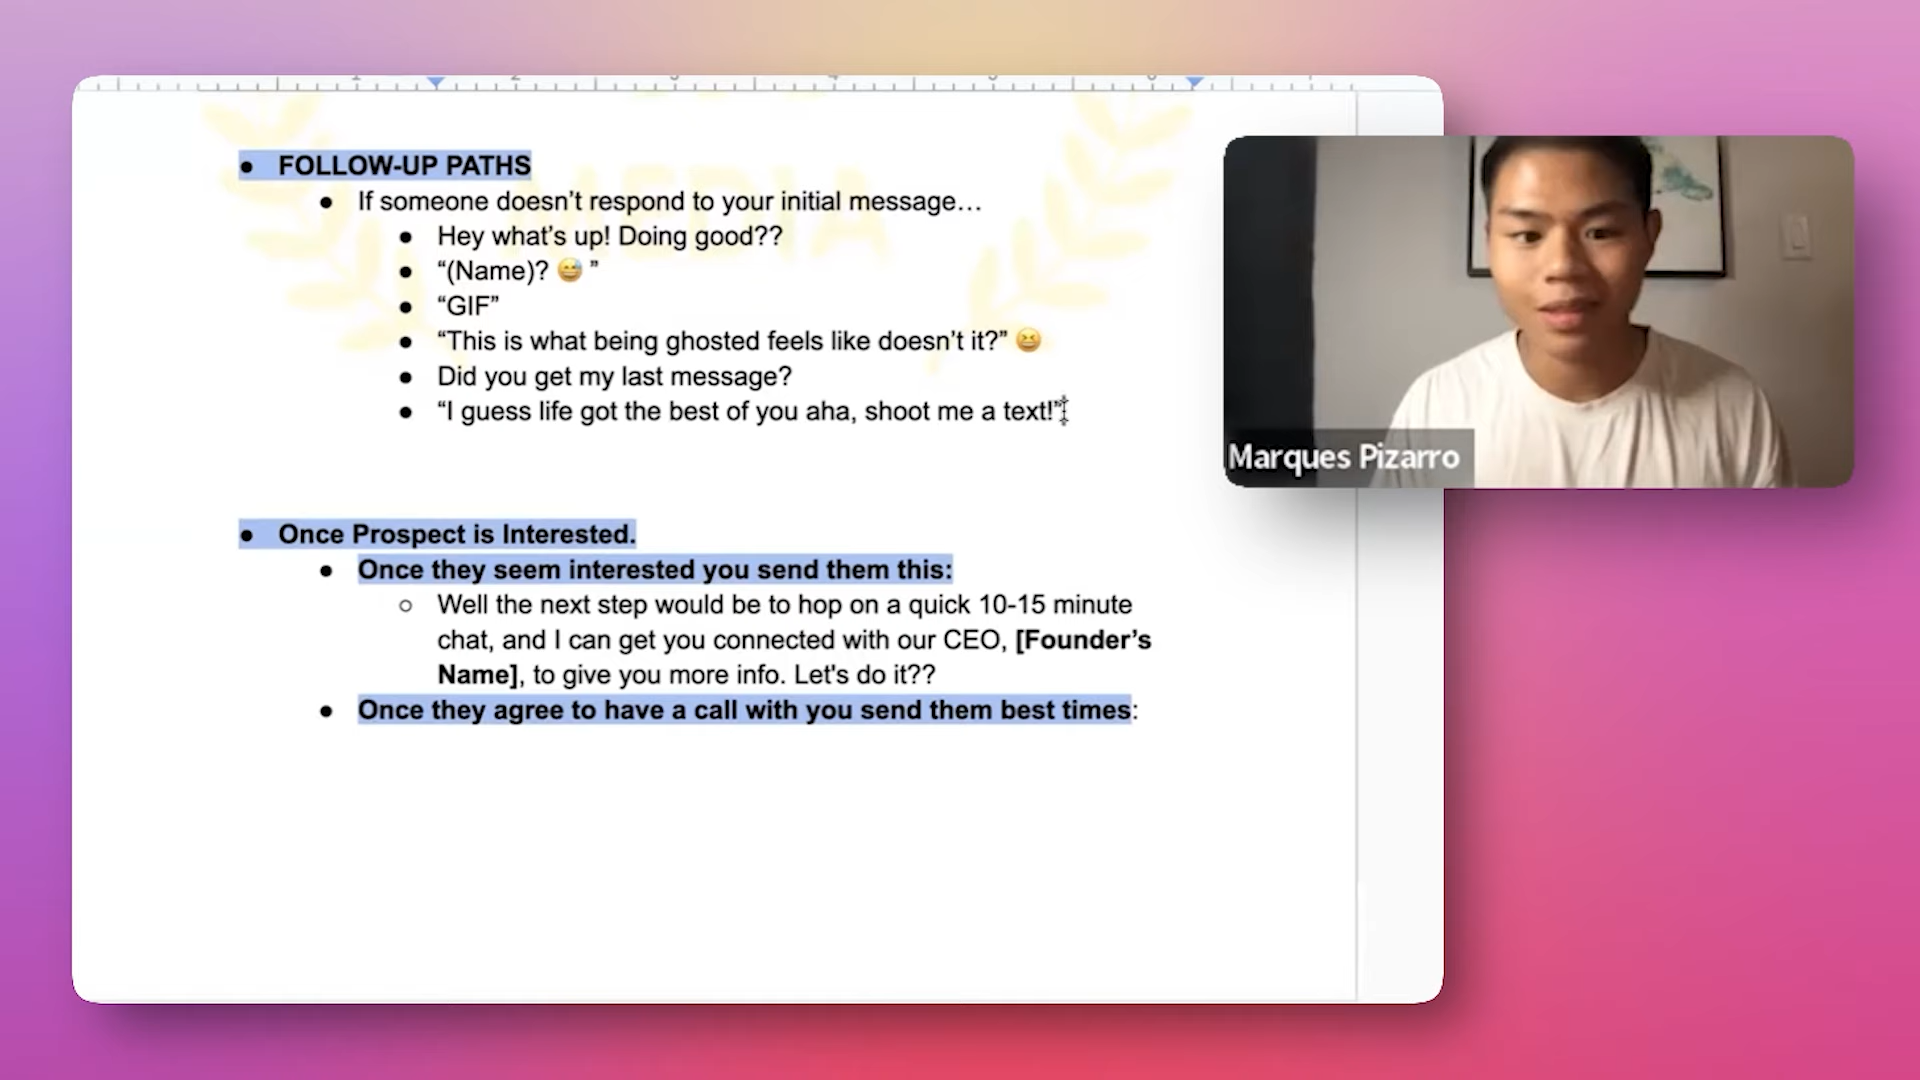 FOLLOW-UP PATHS
If someone doesn’t respond to your initial message…
Hey what’s up! Doing good??
“(Name)? 😅 ”
“GIF”
“This is what being ghosted feels like doesn’t it?” 😆
Did you get my last message?
“I guess life got the best of you aha, shoot me a text!”
Once Prospect is Interested.
Once they seem interested you send them this:
Well the next step would be to hop on a quick 10-15 minute
chat, and I can get you connected with our CEO, [Founder’s
Name], to give you more info. Let's do it??
Once they agree to have a call with you send them best times:
MEDIA
Marques Pizarro